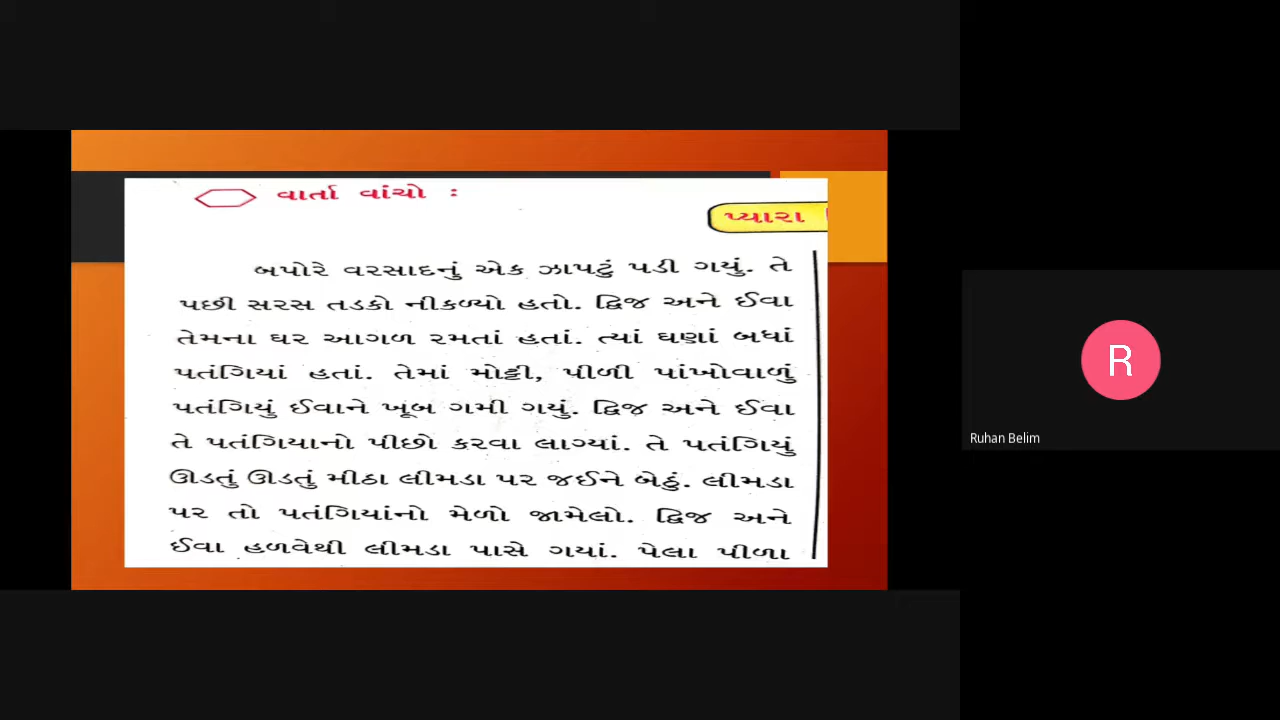 વાર્તા વાંચો :
પ્યારા
બપોરે વરસાદનું એક ઝાપટું પડી ગયું. તે
પછી સરસ તડકો નીકળ્યો હતો. દ્વિજ અને ઈવા
તેમના ઘર આગળ રમતાં હતાં. ત્યાં ઘણાં બધાં
પતંગિયાં હતાં. તેમાં મોટ્ટી, પીળી પાંખોવાળું
પતંગિયું ઈવાને ખૂબ ગમી ગયું. દ્વિજ અને ઈવા
તે પતંગિયાનો પીછો કરવા લાગ્યાં. તે પતંગિયું
ઊડતું ઊડતું મીઠા લીમડા પર જઈને બેઠું. લીમડા
પર તો પતંગિયાંનો મેળો જામેલો. દ્વિજ અને
ઈવા હળવેથી લીમડા પાસે ગયાં. પેલા પીળા
R
Ruhan Belim